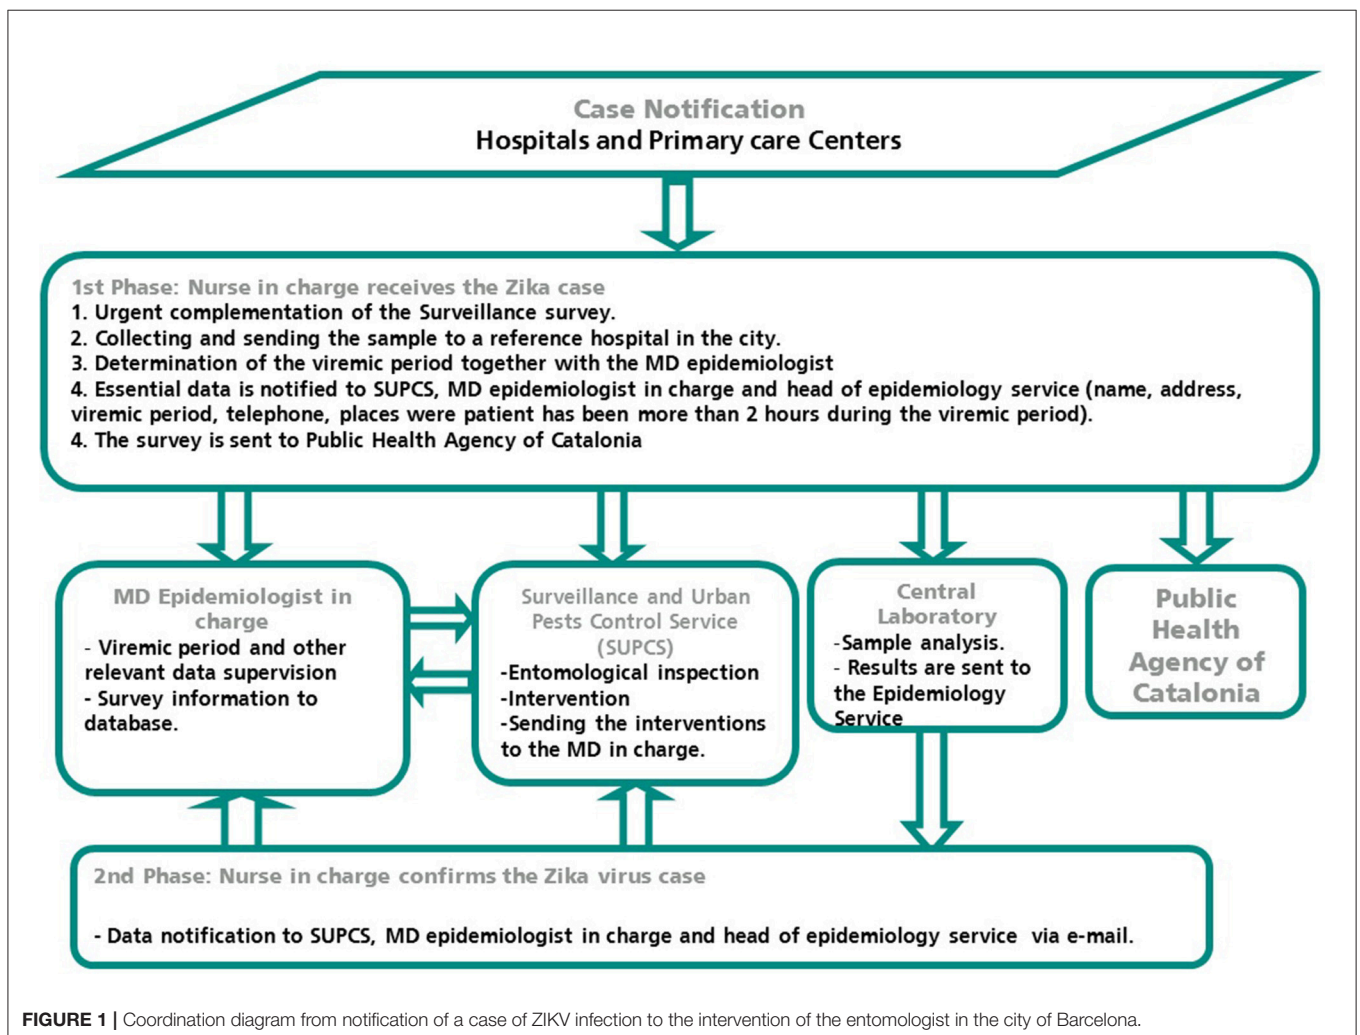 Case Notification
Hospitals and Primary care Centers
1st Phase: Nurse in charge receives the Zika case
1. Urgent complementation of the Surveillance survey.
2. Collecting and sending the sample to a reference hospital in the city.
3. Determination of the viremic period together with the MD epidemiologist
4. Essential data is notified to SUPCS, MD epidemiologist in charge and head of epidemiology service (name, address,
viremic period, telephone, places were patient has been more than 2 hours during the viremic period).
4. The survey is sent to Public Health Agency of Catalonia
MD Epidemiologist in
charge
- Viremic period and other
relevant data supervision
- Survey information to
database.
Surveillance and Urban
Pests Control Service
(SUPCS)
-Entomological inspection
-Intervention
-Sending the interventions
to the MD in charge.
Central
Laboratory
-Sample analysis.
- Results are sent to
the Epidemiology
Service
Public
Health
Agency of
Catalonia
2nd Phase: Nurse in charge confirms the Zika virus case
- Data notification to SUPCS, MD epidemiologist in charge and head of epidemiology service via e-mail.
FIGURE 1 | Coordination diagram from notification of a case of ZIKV infection to the intervention of the entomologist in the city of Barcelona.